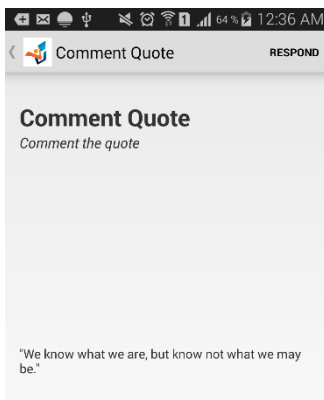 1 64% 12:36 AM
Comment Quote RESPOND
Comment Quote
Comment the quote
"We know what we are, but know not what we may
be."